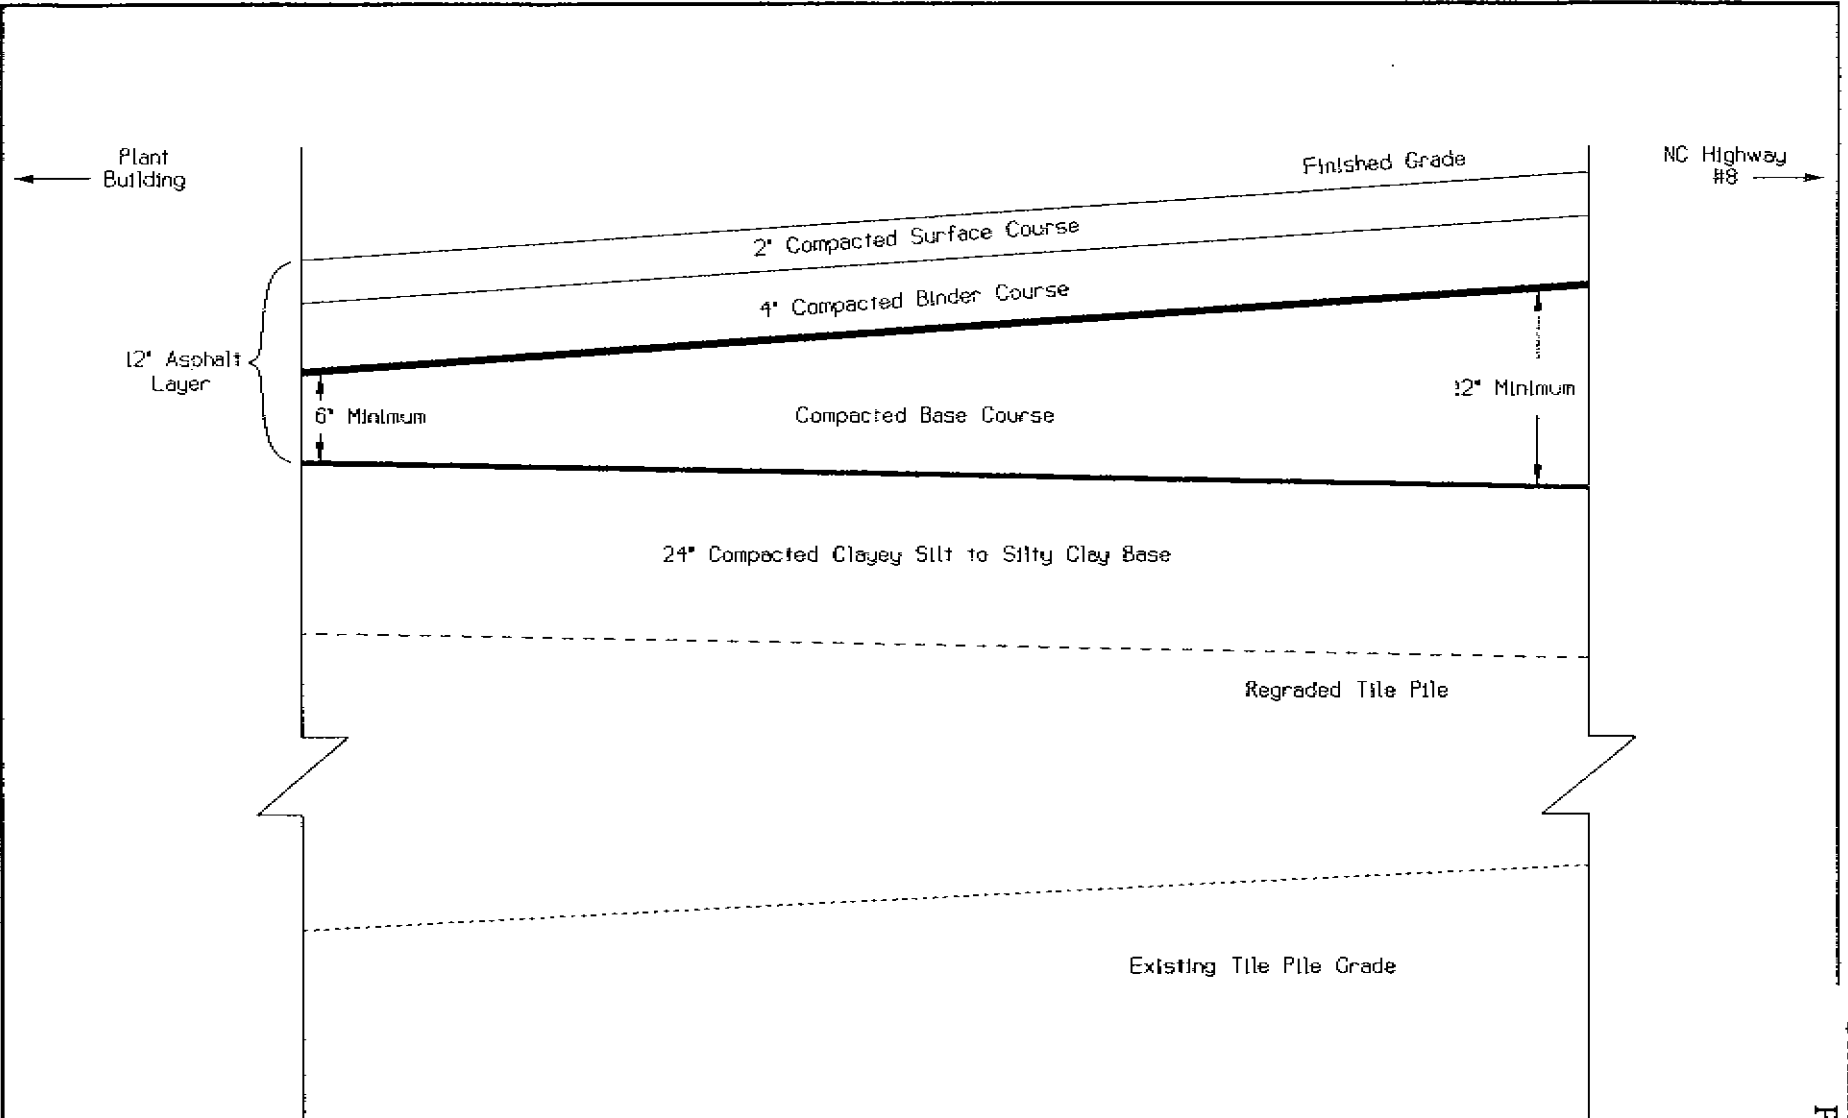 Plant
Building
NC Highway
#8
Finished Grade
2" Compacted Surface Course
4" Compacted Binder Course
12" Asphalt
Layer
6" Minimum
12" Minimum
Compacted Base Course
24" Compacted Clayey Silt to Silty Clay Base
Regraded Tile Pile
Existing Tile Pile Grade